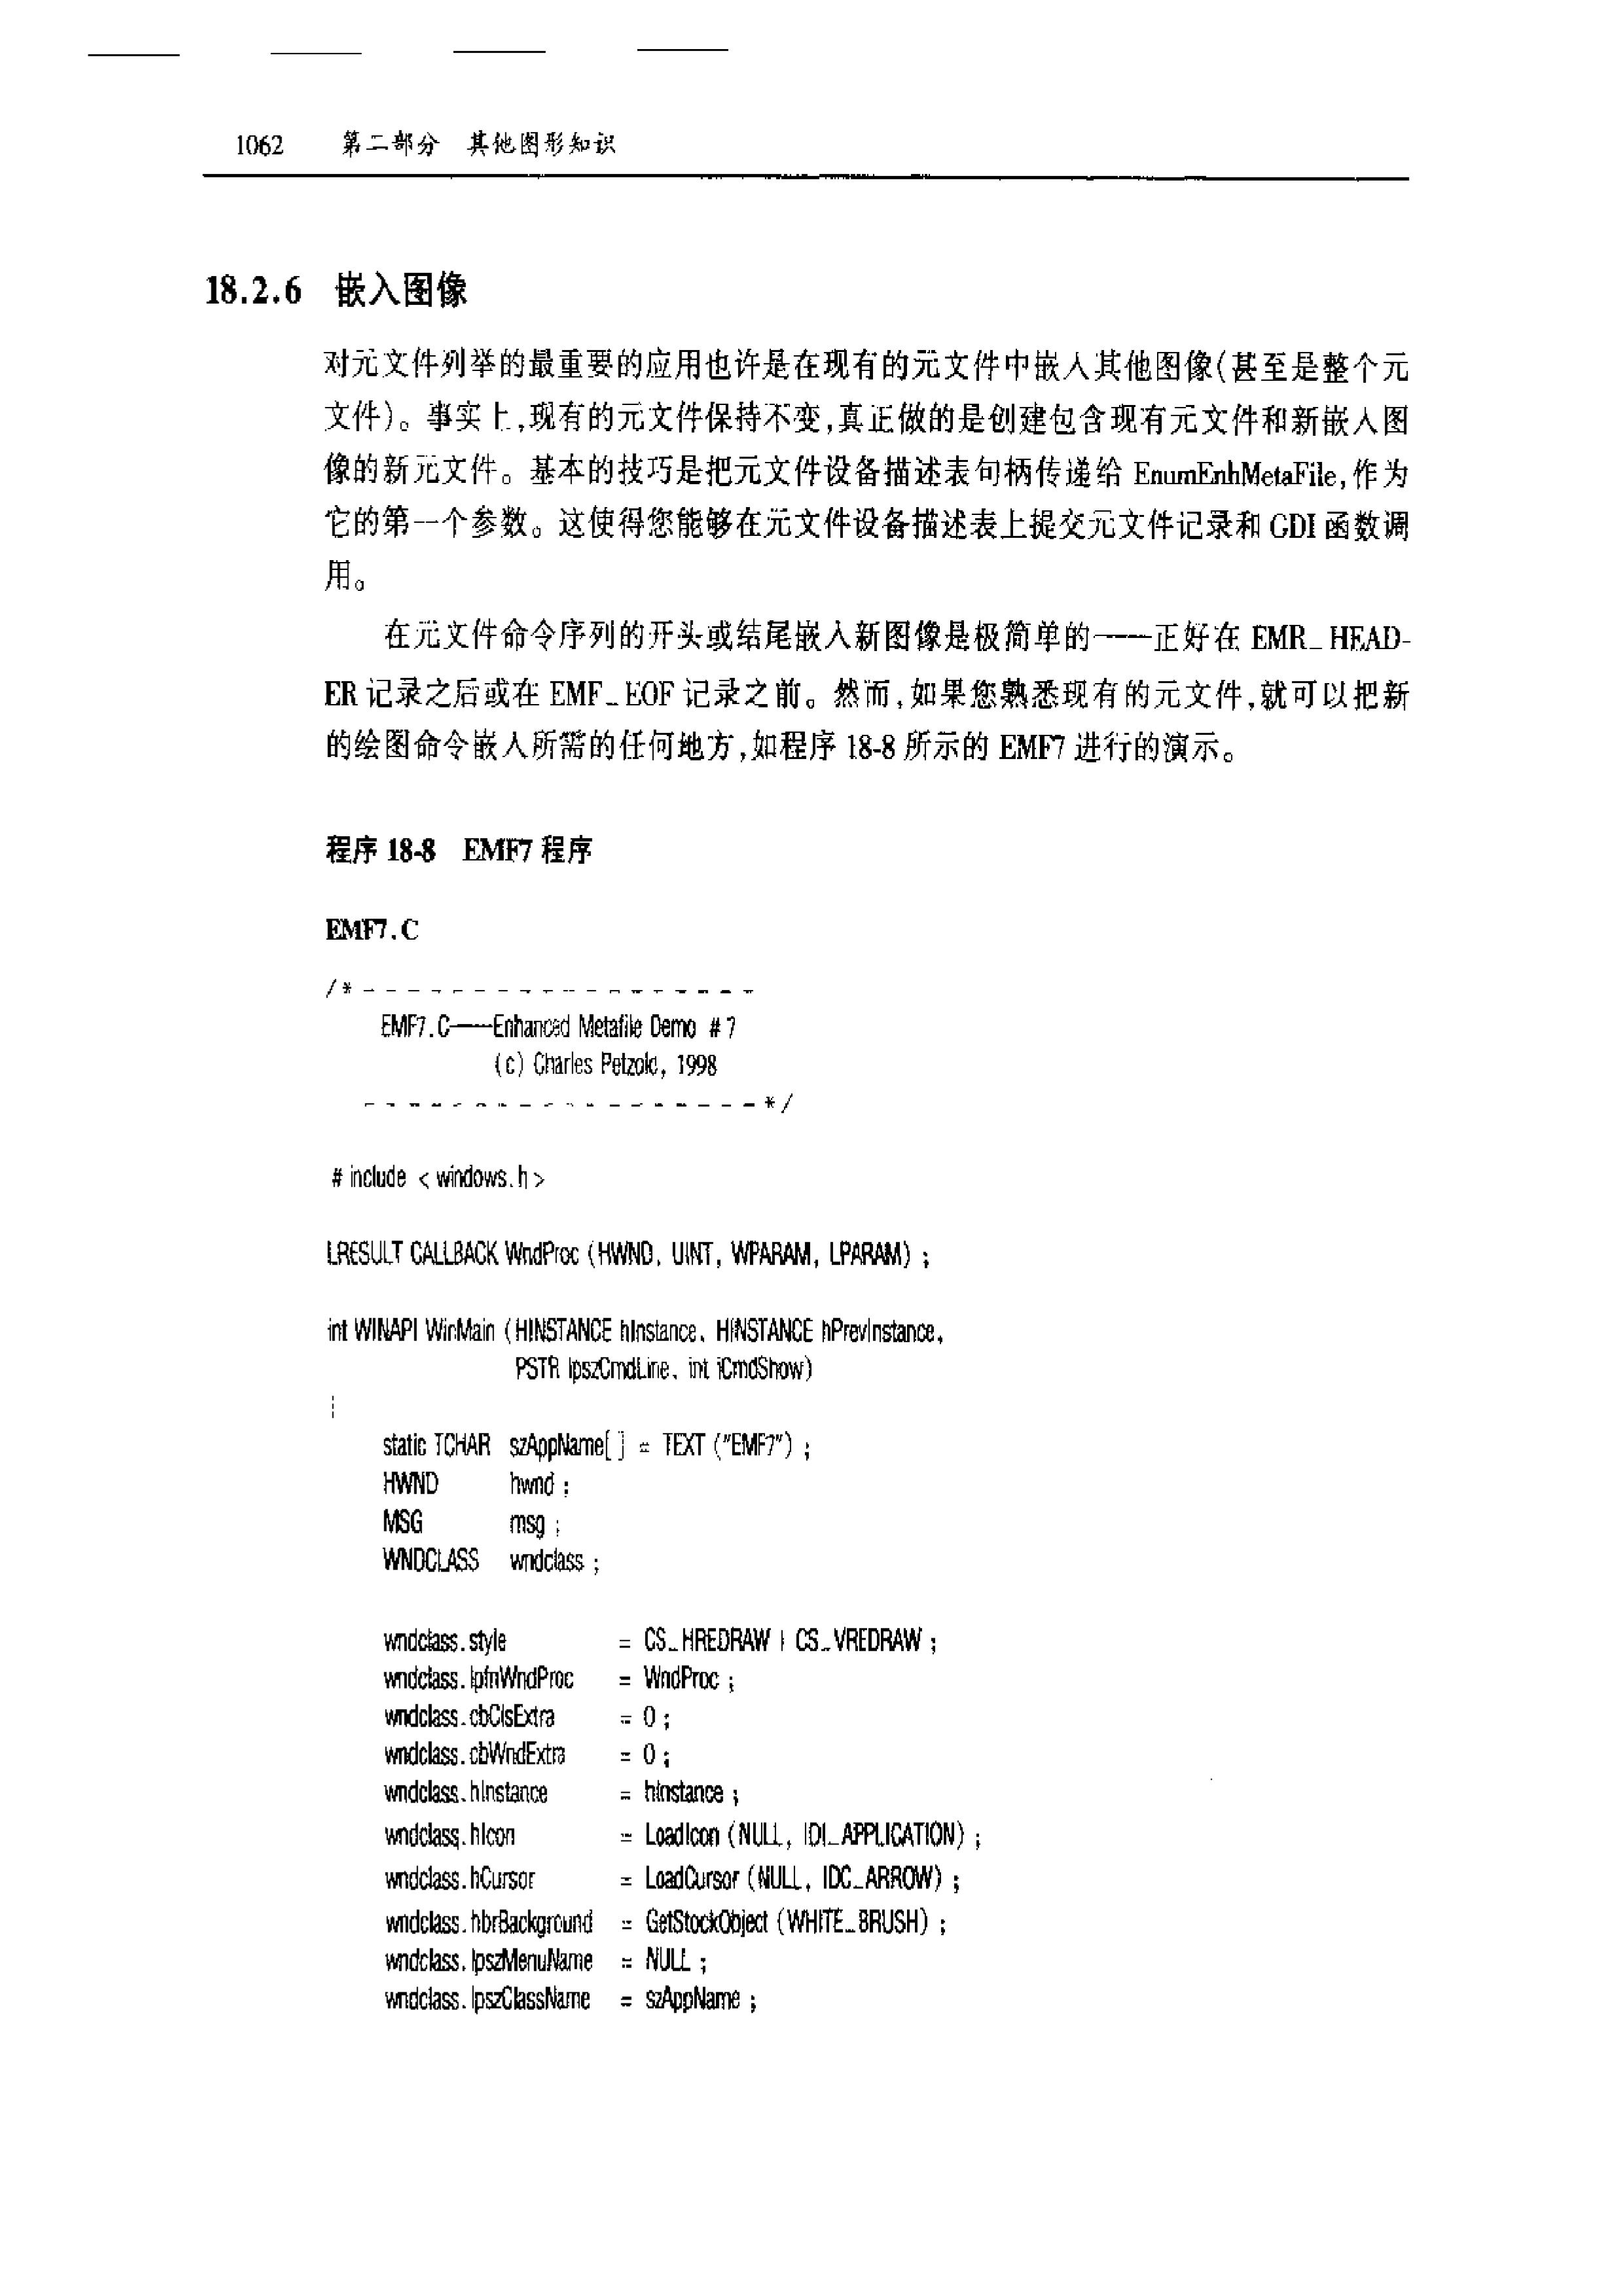 1062 第二部分 其他图形知识
18.2.6 嵌入图像
对元文件列举的最重要的应用也许是在现有的元文件中嵌入其他图像(甚至是整个元
文件)。事实上,现有的元文件保持不变,真正做的是创建包含现有元文件和新嵌入图
像的新元文件。基本的技巧是把元文件设备描述表句柄传递给 EnumEnhMetaFile,作为
它的第一个参数。这使得您能够在元文件设备描述表上提交元文件记录和 GDI 函数调
用。
在元文件命令序列的开头或结尾嵌入新图像是极简单的——正好在 EMR_HEAD-
ER 记录之后或在 EMF_EOF 记录之前。然而,如果您熟悉现有的元文件,就可以把新
的绘图命令嵌入所需的任何地方,如程序 18-8 所示的 EMF7 进行的演示。
程序 18-8 EMF7 程序
EMF7.C
/* - - - - - - - - - - - - - - - - - -
EMF7.C——Enhanced Metafile Demo #7
(c) Charles Petzold, 1998
- - - - - - - - - - - - - - - - - - */
# include < windows.h >
LRESULT CALLBACK WndProc (HWND, UINT, WPARAM, LPARAM) ;
int WINAPI WinMain (HINSTANCE hInstance, HINSTANCE hPrevInstance,
PSTR lpszCmdLine, int iCmdShow)
{
static TCHAR szAppName[ ] = TEXT ("EMF7") ;
HWND hwnd ;
MSG msg ;
WNDCLASS wndclass ;
wndclass.style = CS_HREDRAW | CS_VREDRAW ;
wndclass.lpfnWndProc = WndProc ;
wndclass.cbClsExtra = 0 ;
wndclass.cbWndExtra = 0 ;
wndclass.hInstance = hInstance ;
wndclass.hIcon = LoadIcon (NULL, IDI_APPLICATION) ;
wndclass.hCursor = LoadCursor (NULL, IDC_ARROW) ;
wndclass.hbrBackground = GetStockObject (WHITE_BRUSH) ;
wndclass.lpszMenuName = NULL ;
wndclass.lpszClassName = szAppName ;